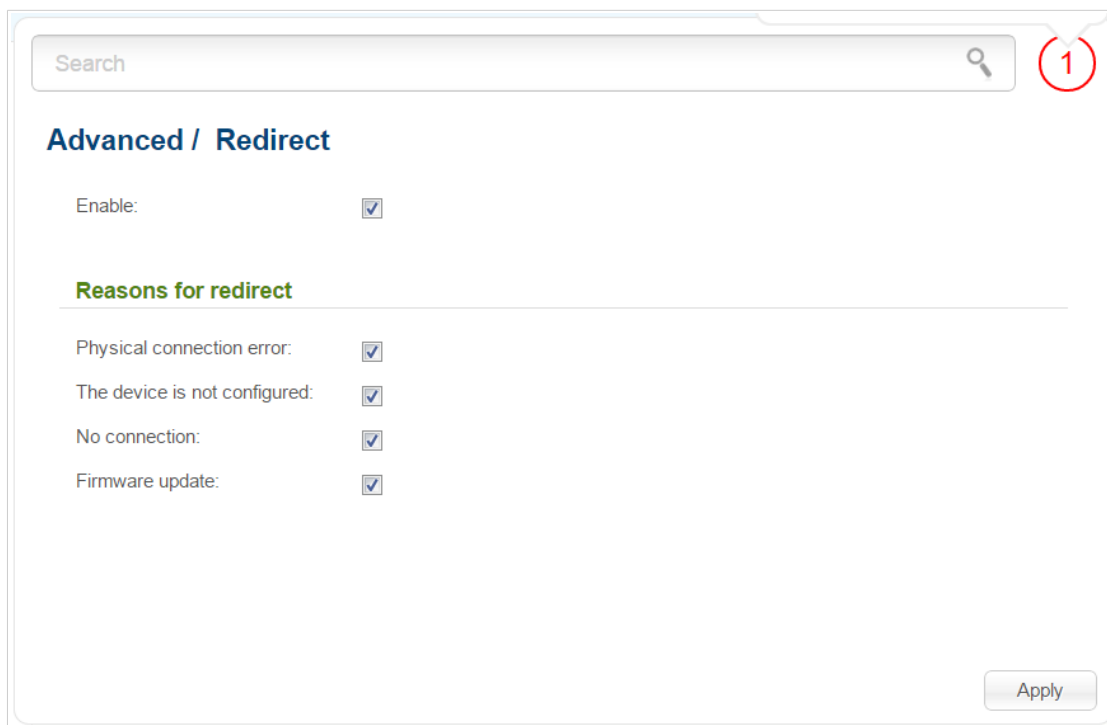 Search
1
Advanced /  Redirect
Enable:
Reasons for redirect
Physical connection error:
The device is not configured:
No connection:
Firmware update:
Apply